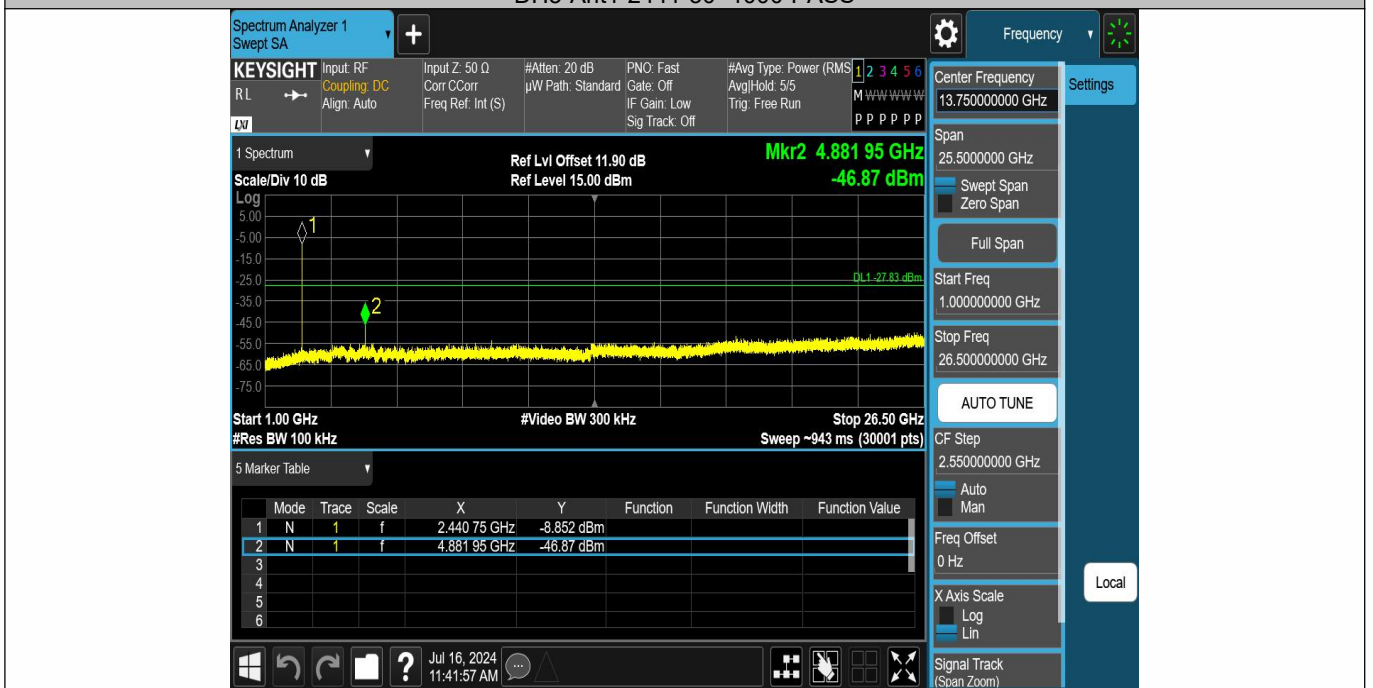 Spectrum Analyzer 1
Swept SA
+
Frequency
KEYSIGHT
RL
LXI
Input: RF
Coupling: DC
Align: Auto
Input Z: 50 Ω
Corr CCorr
Freq Ref: Int (S)
#Atten: 20 dB
µW Path: Standard
PNO: Fast
Gate: Off
IF Gain: Low
Sig Track: Off
#Avg Type: Power (RMS
Avg|Hold: 5/5
Trig: Free Run
1 2 3 4 5 6
M W W W W W
P P P P P P
1 Spectrum
Scale/Div 10 dB
Ref Lvl Offset 11.90 dB
Ref Level 15.00 dBm
Mkr2 4.881 95 GHz
-46.87 dBm
Log
5.00
-5.00
-15.0
-25.0
-35.0
-45.0
-55.0
-65.0
-75.0
1
2
DL1 -27.83 dBm
Start 1.00 GHz
#Video BW 300 kHz
Stop 26.50 GHz
#Res BW 100 kHz
Sweep ~943 ms (30001 pts)
5 Marker Table
Mode Trace Scale X Y Function Function Width Function Value
1 N 1 f 2.440 75 GHz -8.852 dBm
2 N 1 f 4.881 95 GHz -46.87 dBm
3
4
5
6
Jul 16, 2024
11:41:57 AM
Center Frequency
13.750000000 GHz
Span
25.5000000 GHz
Swept Span
Zero Span
Full Span
Start Freq
1.000000000 GHz
Stop Freq
26.500000000 GHz
AUTO TUNE
CF Step
2.550000000 GHz
Auto
Man
Freq Offset
0 Hz
X Axis Scale
Log
Lin
Signal Track
(Span Zoom)
Settings
Local